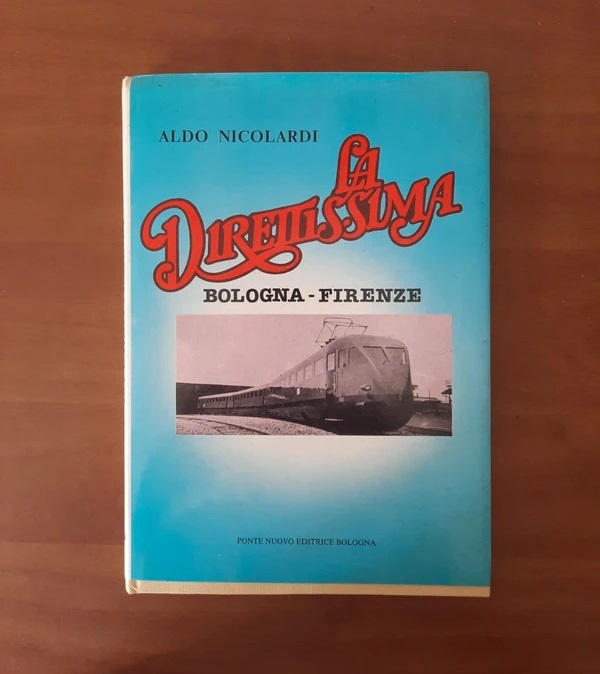 ALDO NICOLARDI
LA
DIRETTISSIMA
BOLOGNA - FIRENZE
PONTE NUOVO EDITRICE BOLOGNA